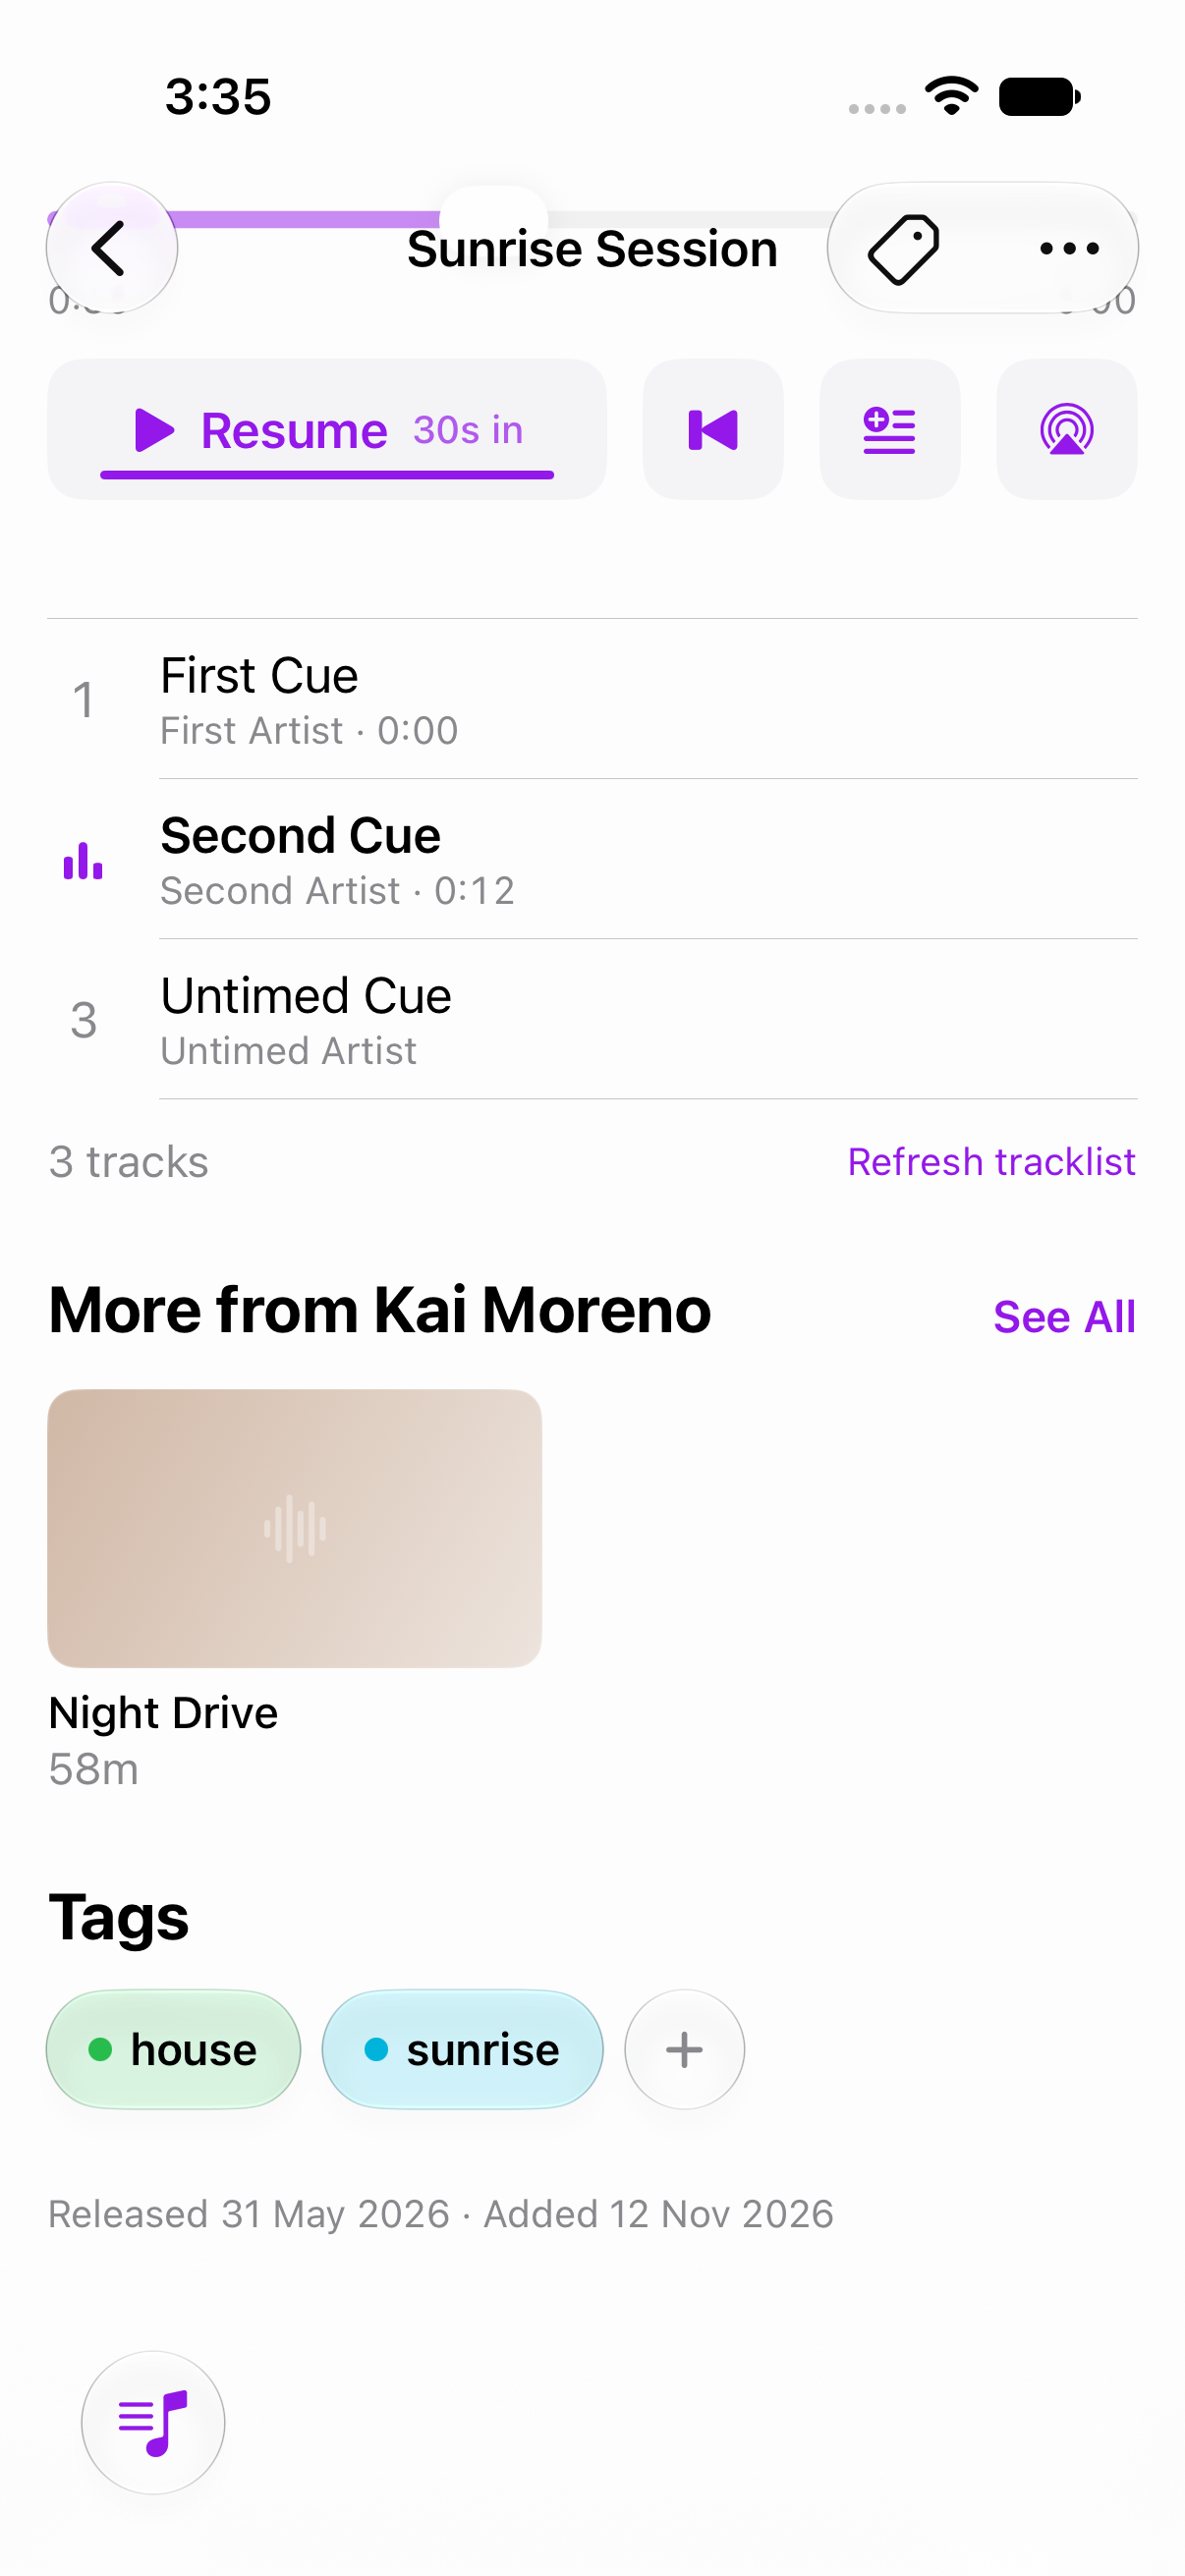 3:35
Sunrise Session
Resume 30s in
1
First Cue
First Artist · 0:00
Second Cue
Second Artist · 0:12
3
Untimed Cue
Untimed Artist
3 tracks
Refresh tracklist
More from Kai Moreno
See All
Night Drive
58m
Tags
house
sunrise
Released 31 May 2026 · Added 12 Nov 2026